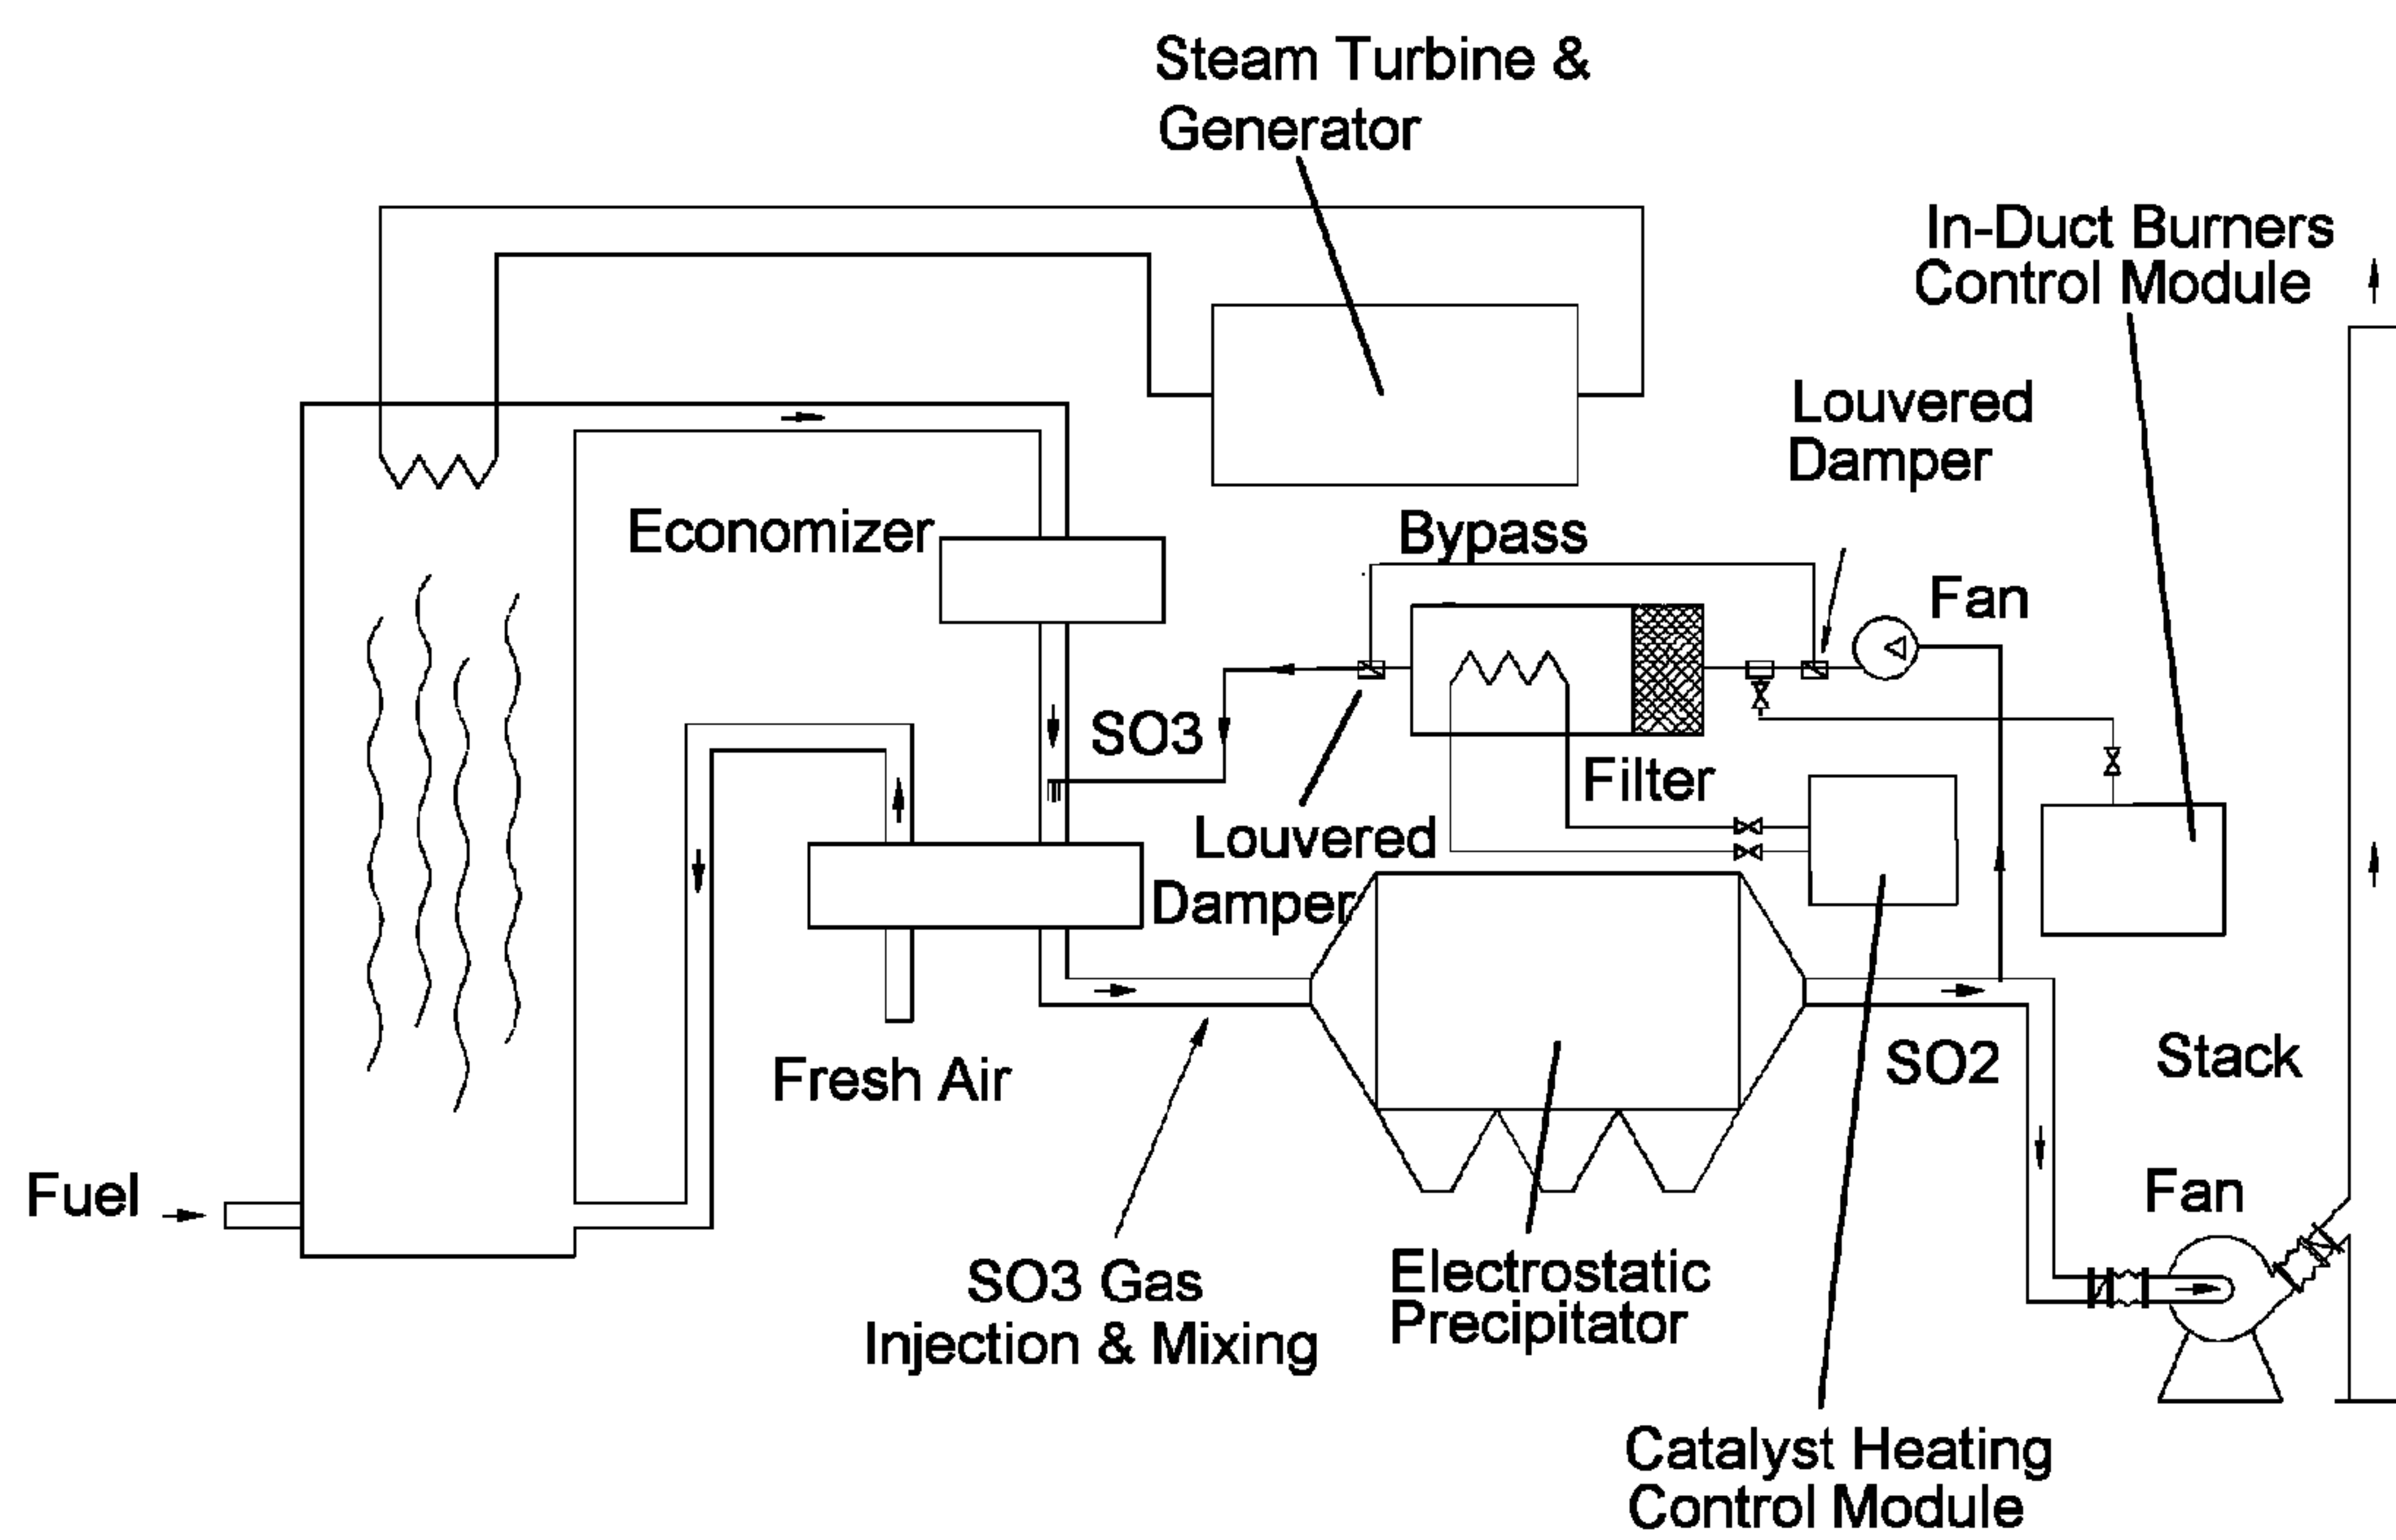 Steam Turbine &
Generator
In-Duct Burners
Control Module
Louvered
Damper
Economizer
Bypass
Fan
SO3
Filter
Louvered
Damper
Fresh Air
SO2
Stack
Fuel
Fan
SO3 Gas
Injection & Mixing
Electrostatic
Precipitator
Catalyst Heating
Control Module